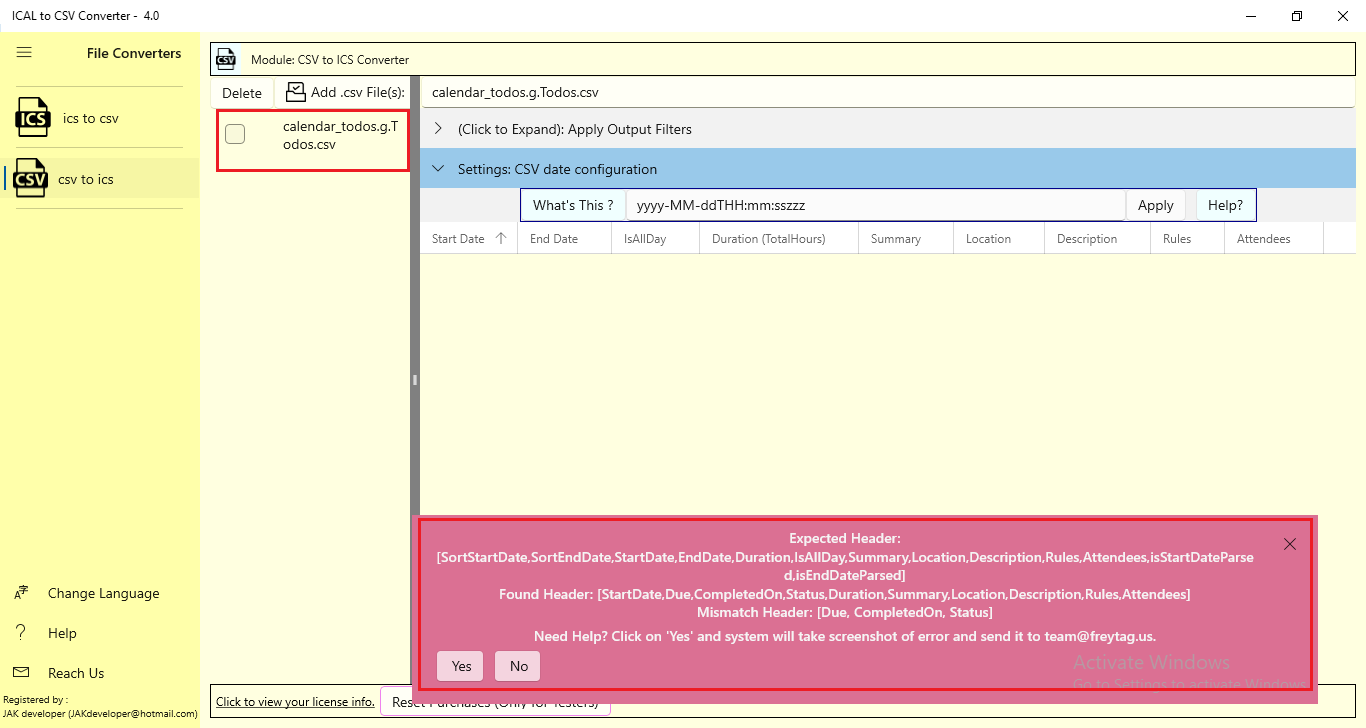 ICAL to CSV Converter - 4.0
File Converters
ICS
ics to csv
CSV
csv to ics
CSV
Module: CSV to ICS Converter
Delete
Add .csv File(s):
calendar_todos.g.T
odos.csv
calendar_todos.g.Todos.csv
(Click to Expand): Apply Output Filters
Settings: CSV date configuration
What's This ?
yyyy-MM-ddTHH:mm:sszzz
Apply
Help?
Start Date
End Date
IsAllDay
Duration (TotalHours)
Summary
Location
Description
Rules
Attendees
Expected Header:
[SortStartDate,SortEndDate,StartDate,EndDate,Duration,IsAllDay,Summary,Location,Description,Rules,Attendees,isStartDateParse
d,isEndDateParsed]
Found Header: [StartDate,Due,CompletedOn,Status,Duration,Summary,Location,Description,Rules,Attendees]
Mismatch Header: [Due, CompletedOn, Status]
Need Help? Click on 'Yes' and system will take screenshot of error and send it to team@freytag.us.
Yes
No
Activate Windows
Go to Settings to activate Windows.
Change Language
Help
Reach Us
Registered by :
JAK developer (JAKdeveloper@hotmail.com)
Click to view your license info.
Reset Purchases (Only for Testers)